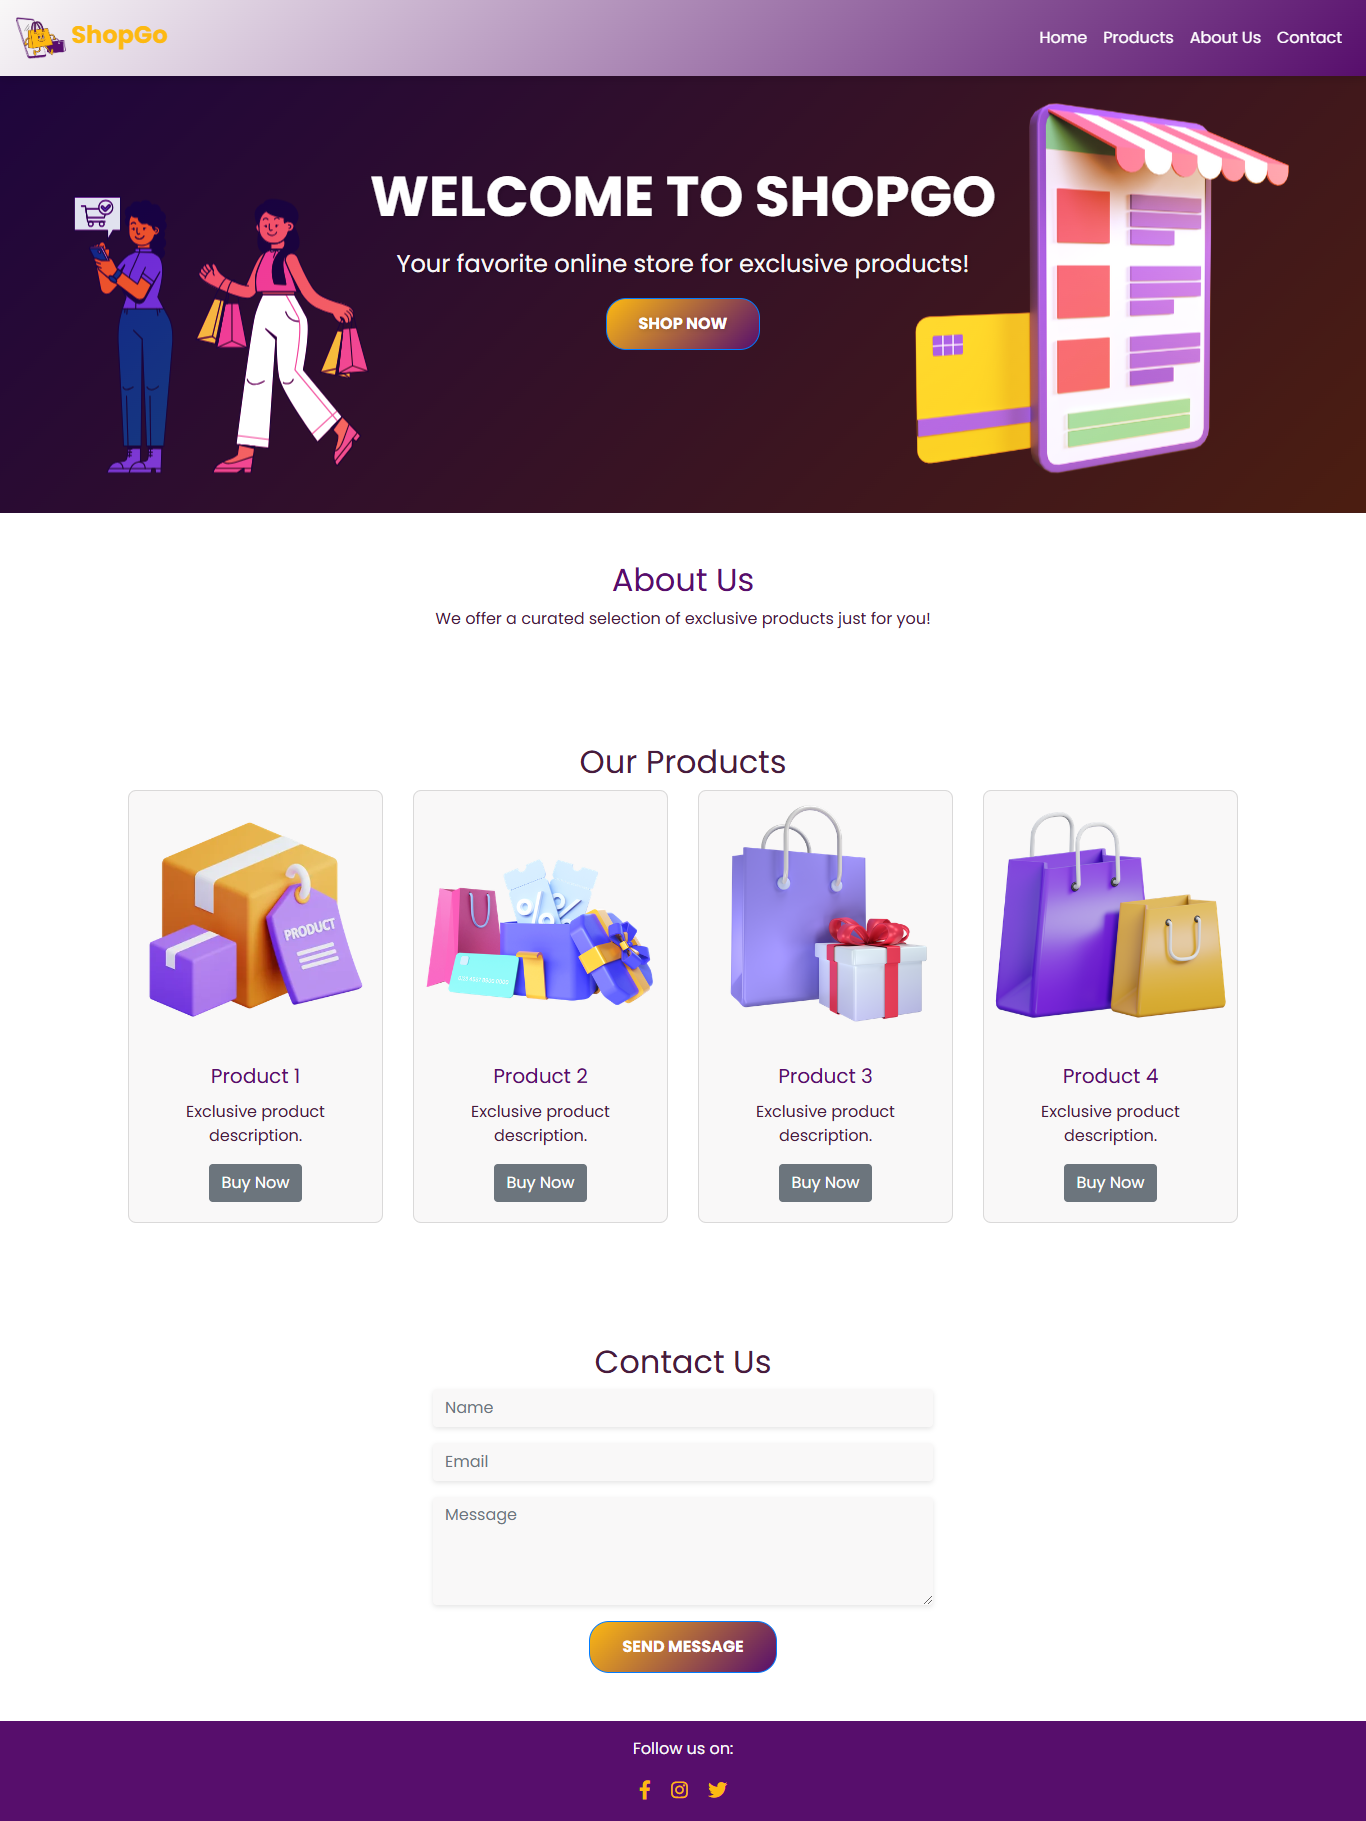 ShopGo
Home Products About Us Contact
WELCOME TO SHOPGO
Your favorite online store for exclusive products!
SHOP NOW
About Us
We offer a curated selection of exclusive products just for you!
Our Products
PRODUCT
Product 1
Exclusive product
description.
Buy Now
Product 2
Exclusive product
description.
Buy Now
Product 3
Exclusive product
description.
Buy Now
Product 4
Exclusive product
description.
Buy Now
Contact Us
Name
Email
Message
SEND MESSAGE
Follow us on: